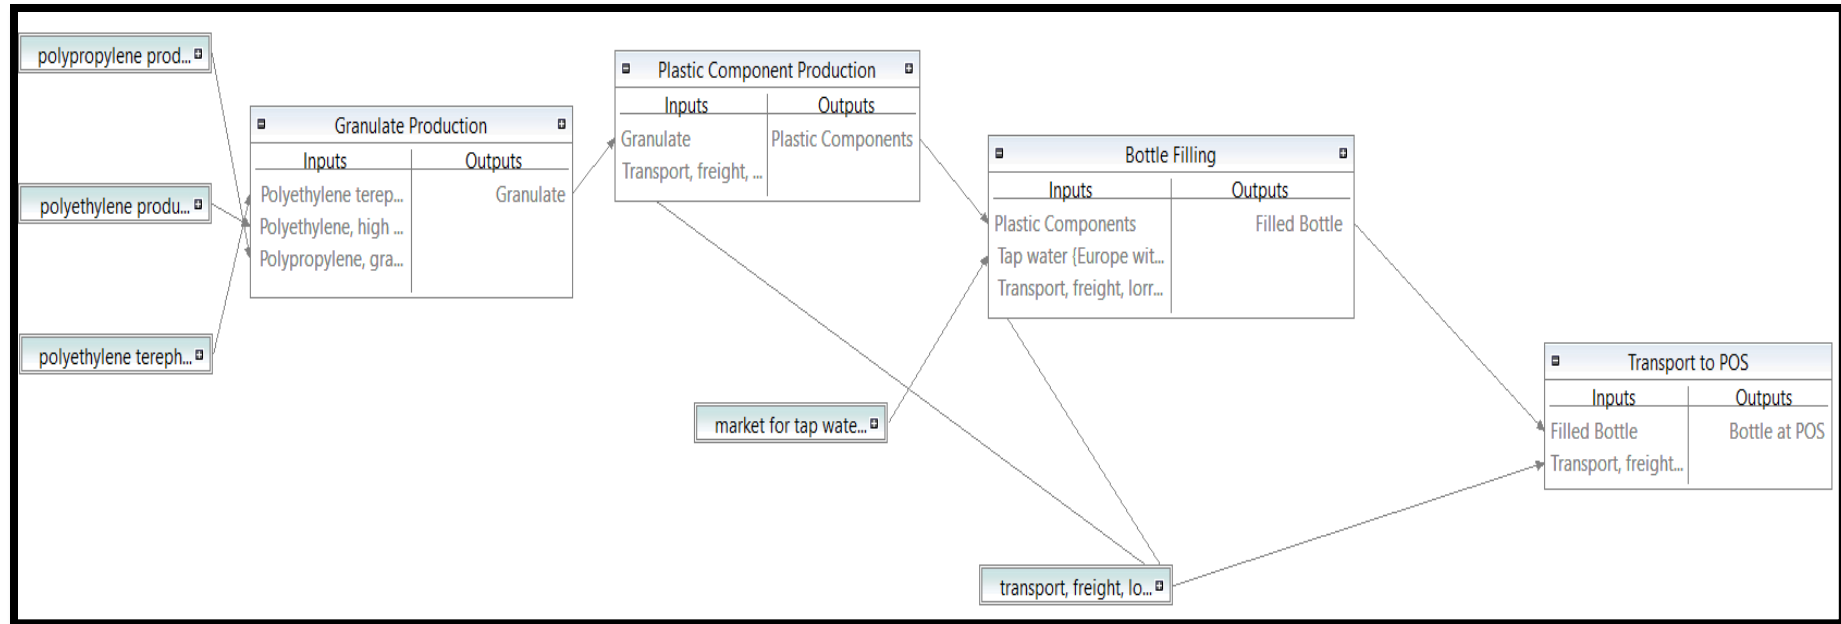 polypropylene prod...
polyethylene produ...
polyethylene tereph...
Granulate Production
Inputs Outputs
Polyethylene terep... Granulate
Polyethylene, high ...
Polypropylene, gra...
Plastic Component Production
Inputs Outputs
Granulate Plastic Components
Transport, freight, ...
Bottle Filling
Inputs Outputs
Plastic Components Filled Bottle
Tap water {Europe wit...
Transport, freight, lorr...
market for tap wate...
transport, freight, lo...
Transport to POS
Inputs Outputs
Filled Bottle Bottle at POS
Transport, freight...